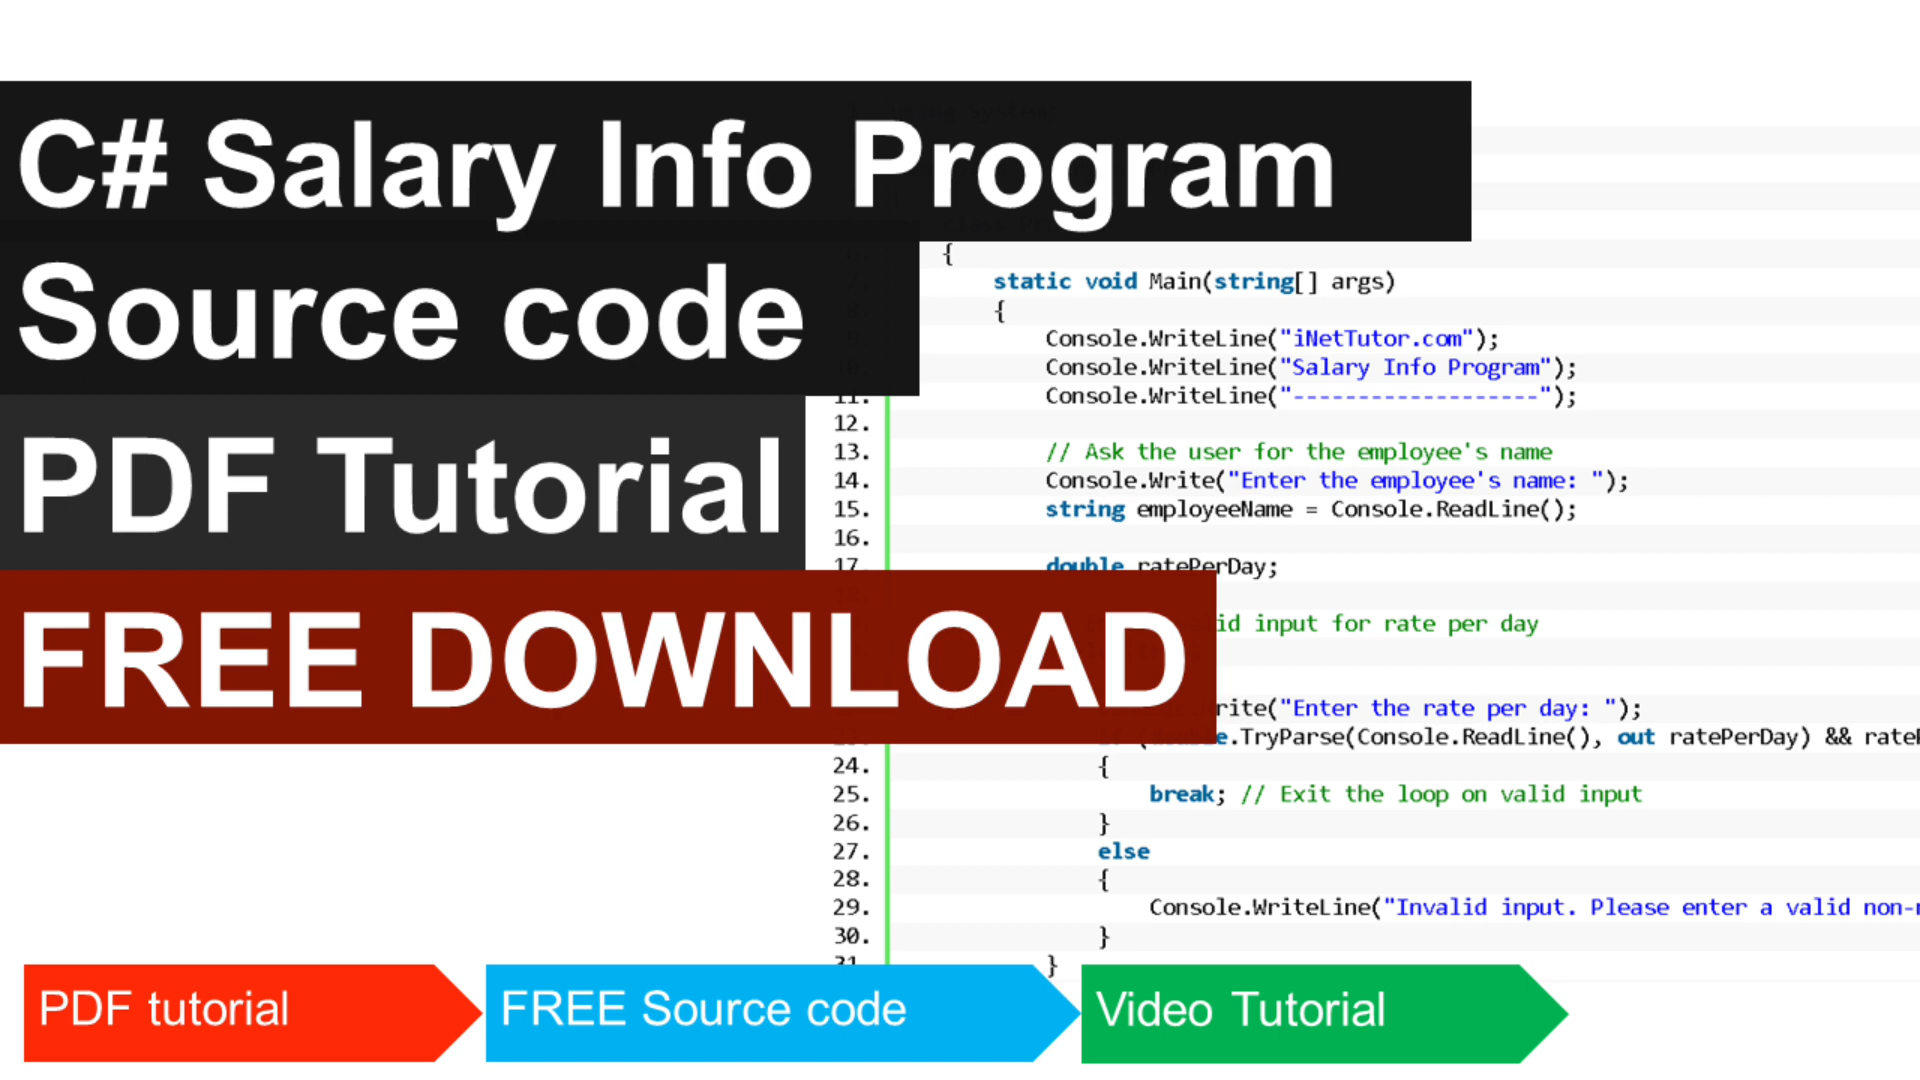 C# Salary Info Program
Source code
PDF Tutorial
FREE DOWNLOAD
{
static void Main(string[] args)
{
Console.WriteLine("iNetTutor.com");
Console.WriteLine("Salary Info Program");
11. Console.WriteLine("-------------------");
12.
13. // Ask the user for the employee's name
14. Console.Write("Enter the employee's name: ");
15. string employeeName = Console.ReadLine();
16.
17 double ratePerDay;
input for rate per day
("Enter the rate per day: ");
.TryParse(Console.ReadLine(), out ratePerDay) &&
24. {
25. break; // Exit the loop on valid input
26. }
27. else
28. {
29. Console.WriteLine("Invalid input. Please enter a valid
30. }
31 }
PDF tutorial
FREE Source code
Video Tutorial